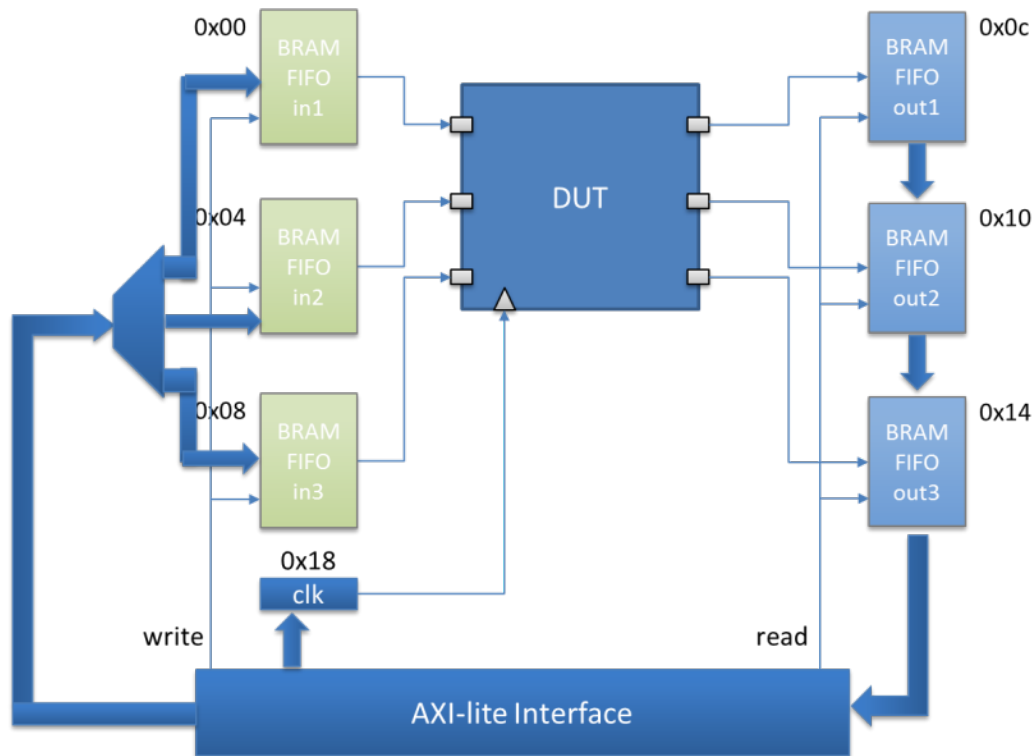 0x00
BRAM
FIFO
in1
0x0c
BRAM
FIFO
out1
DUT
0x04
BRAM
FIFO
in2
0x10
BRAM
FIFO
out2
0x08
BRAM
FIFO
in3
0x14
BRAM
FIFO
out3
0x18
clk
write
read
AXI-lite Interface